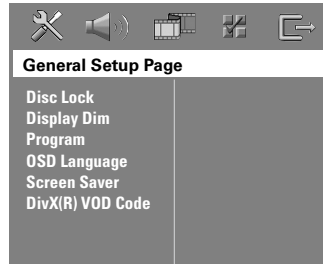 General Setup Page
Disc Lock
Display Dim
Program
OSD Language
Screen Saver
DivX(R) VOD Code